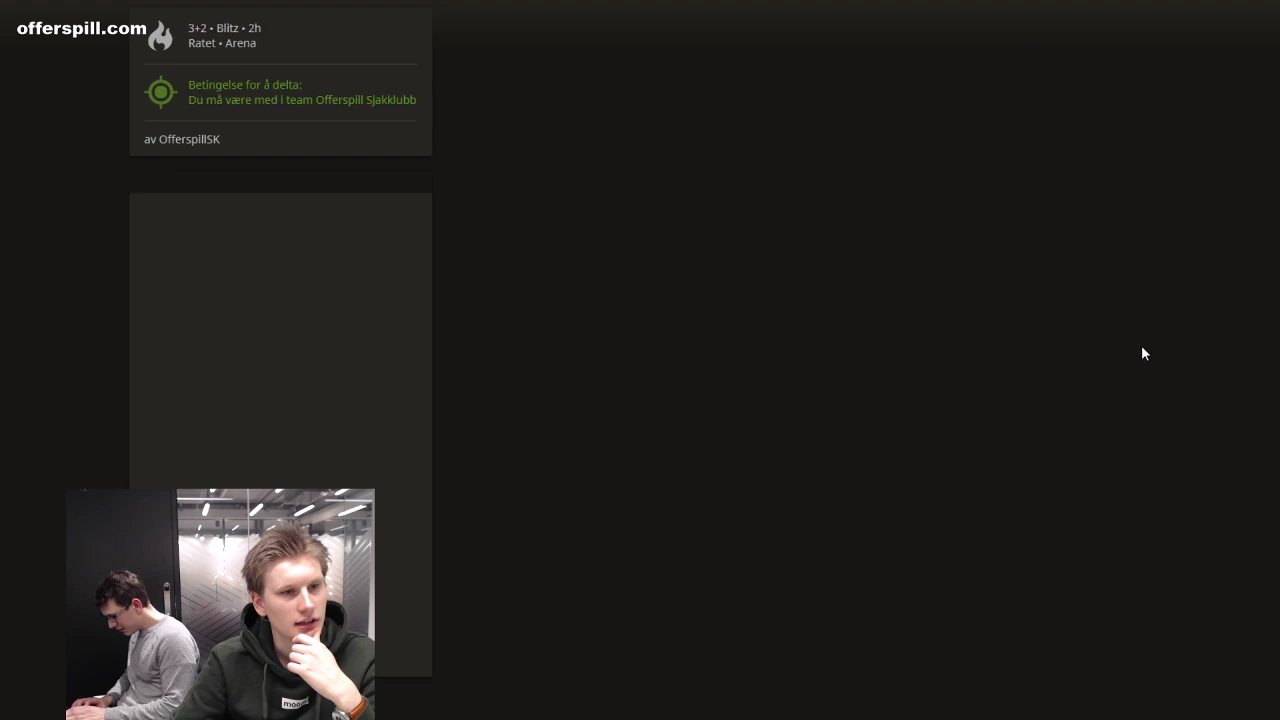 offerspill.com
3+2 • Blitz • 2h
Ratet • Arena
Betingelse for å delta:
Du må være med i team Offerspill Sjakklubb
av OfferspillSK